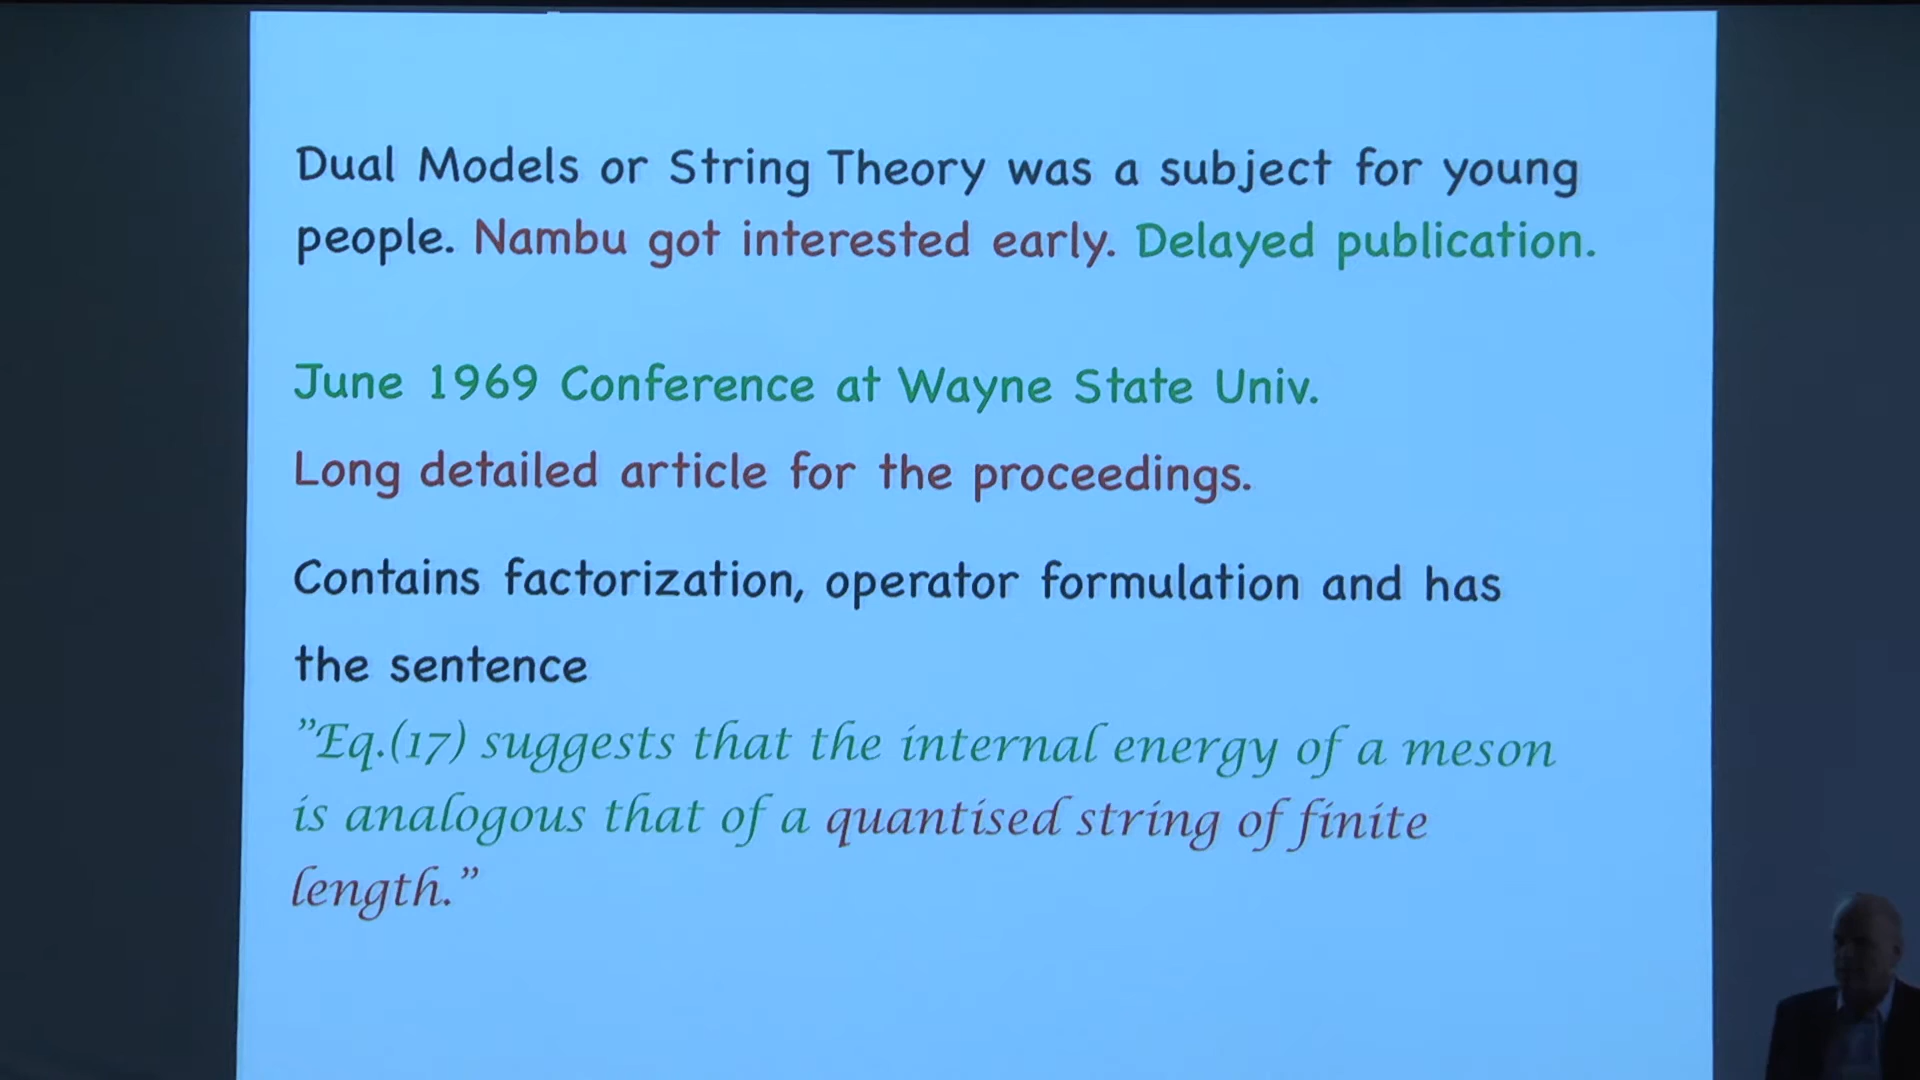 Dual Models or String Theory was a subject for young
people. Nambu got interested early. Delayed publication.
June 1969 Conference at Wayne State Univ.
Long detailed article for the proceedings.
Contains factorization, operator formulation and has
the sentence
”Eq.(17) suggests that the internal energy of a meson
is analogous that of a quantised string of finite
length.”